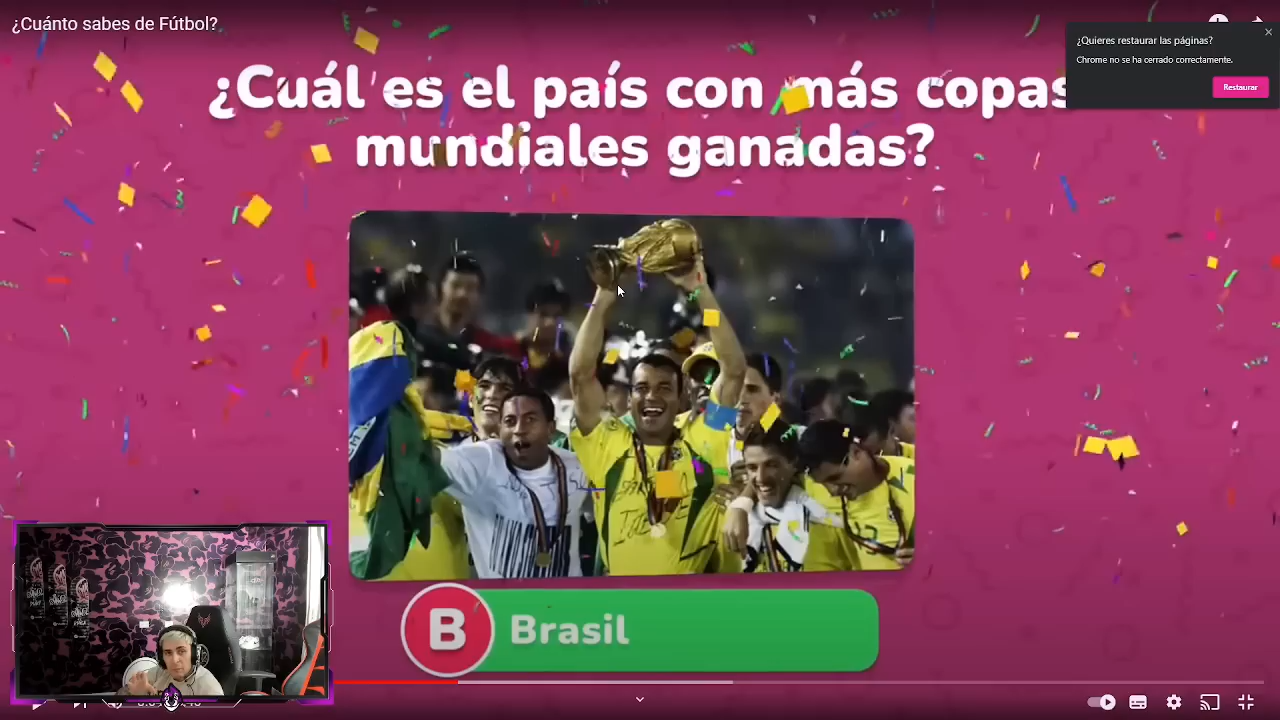 ¿Cuánto sabes de Fútbol?
¿Quieres restaurar las páginas?
Chrome no se ha cerrado correctamente.
Restaurar
¿Cuál es el país con más copas
mundiales ganadas?
B Brasil